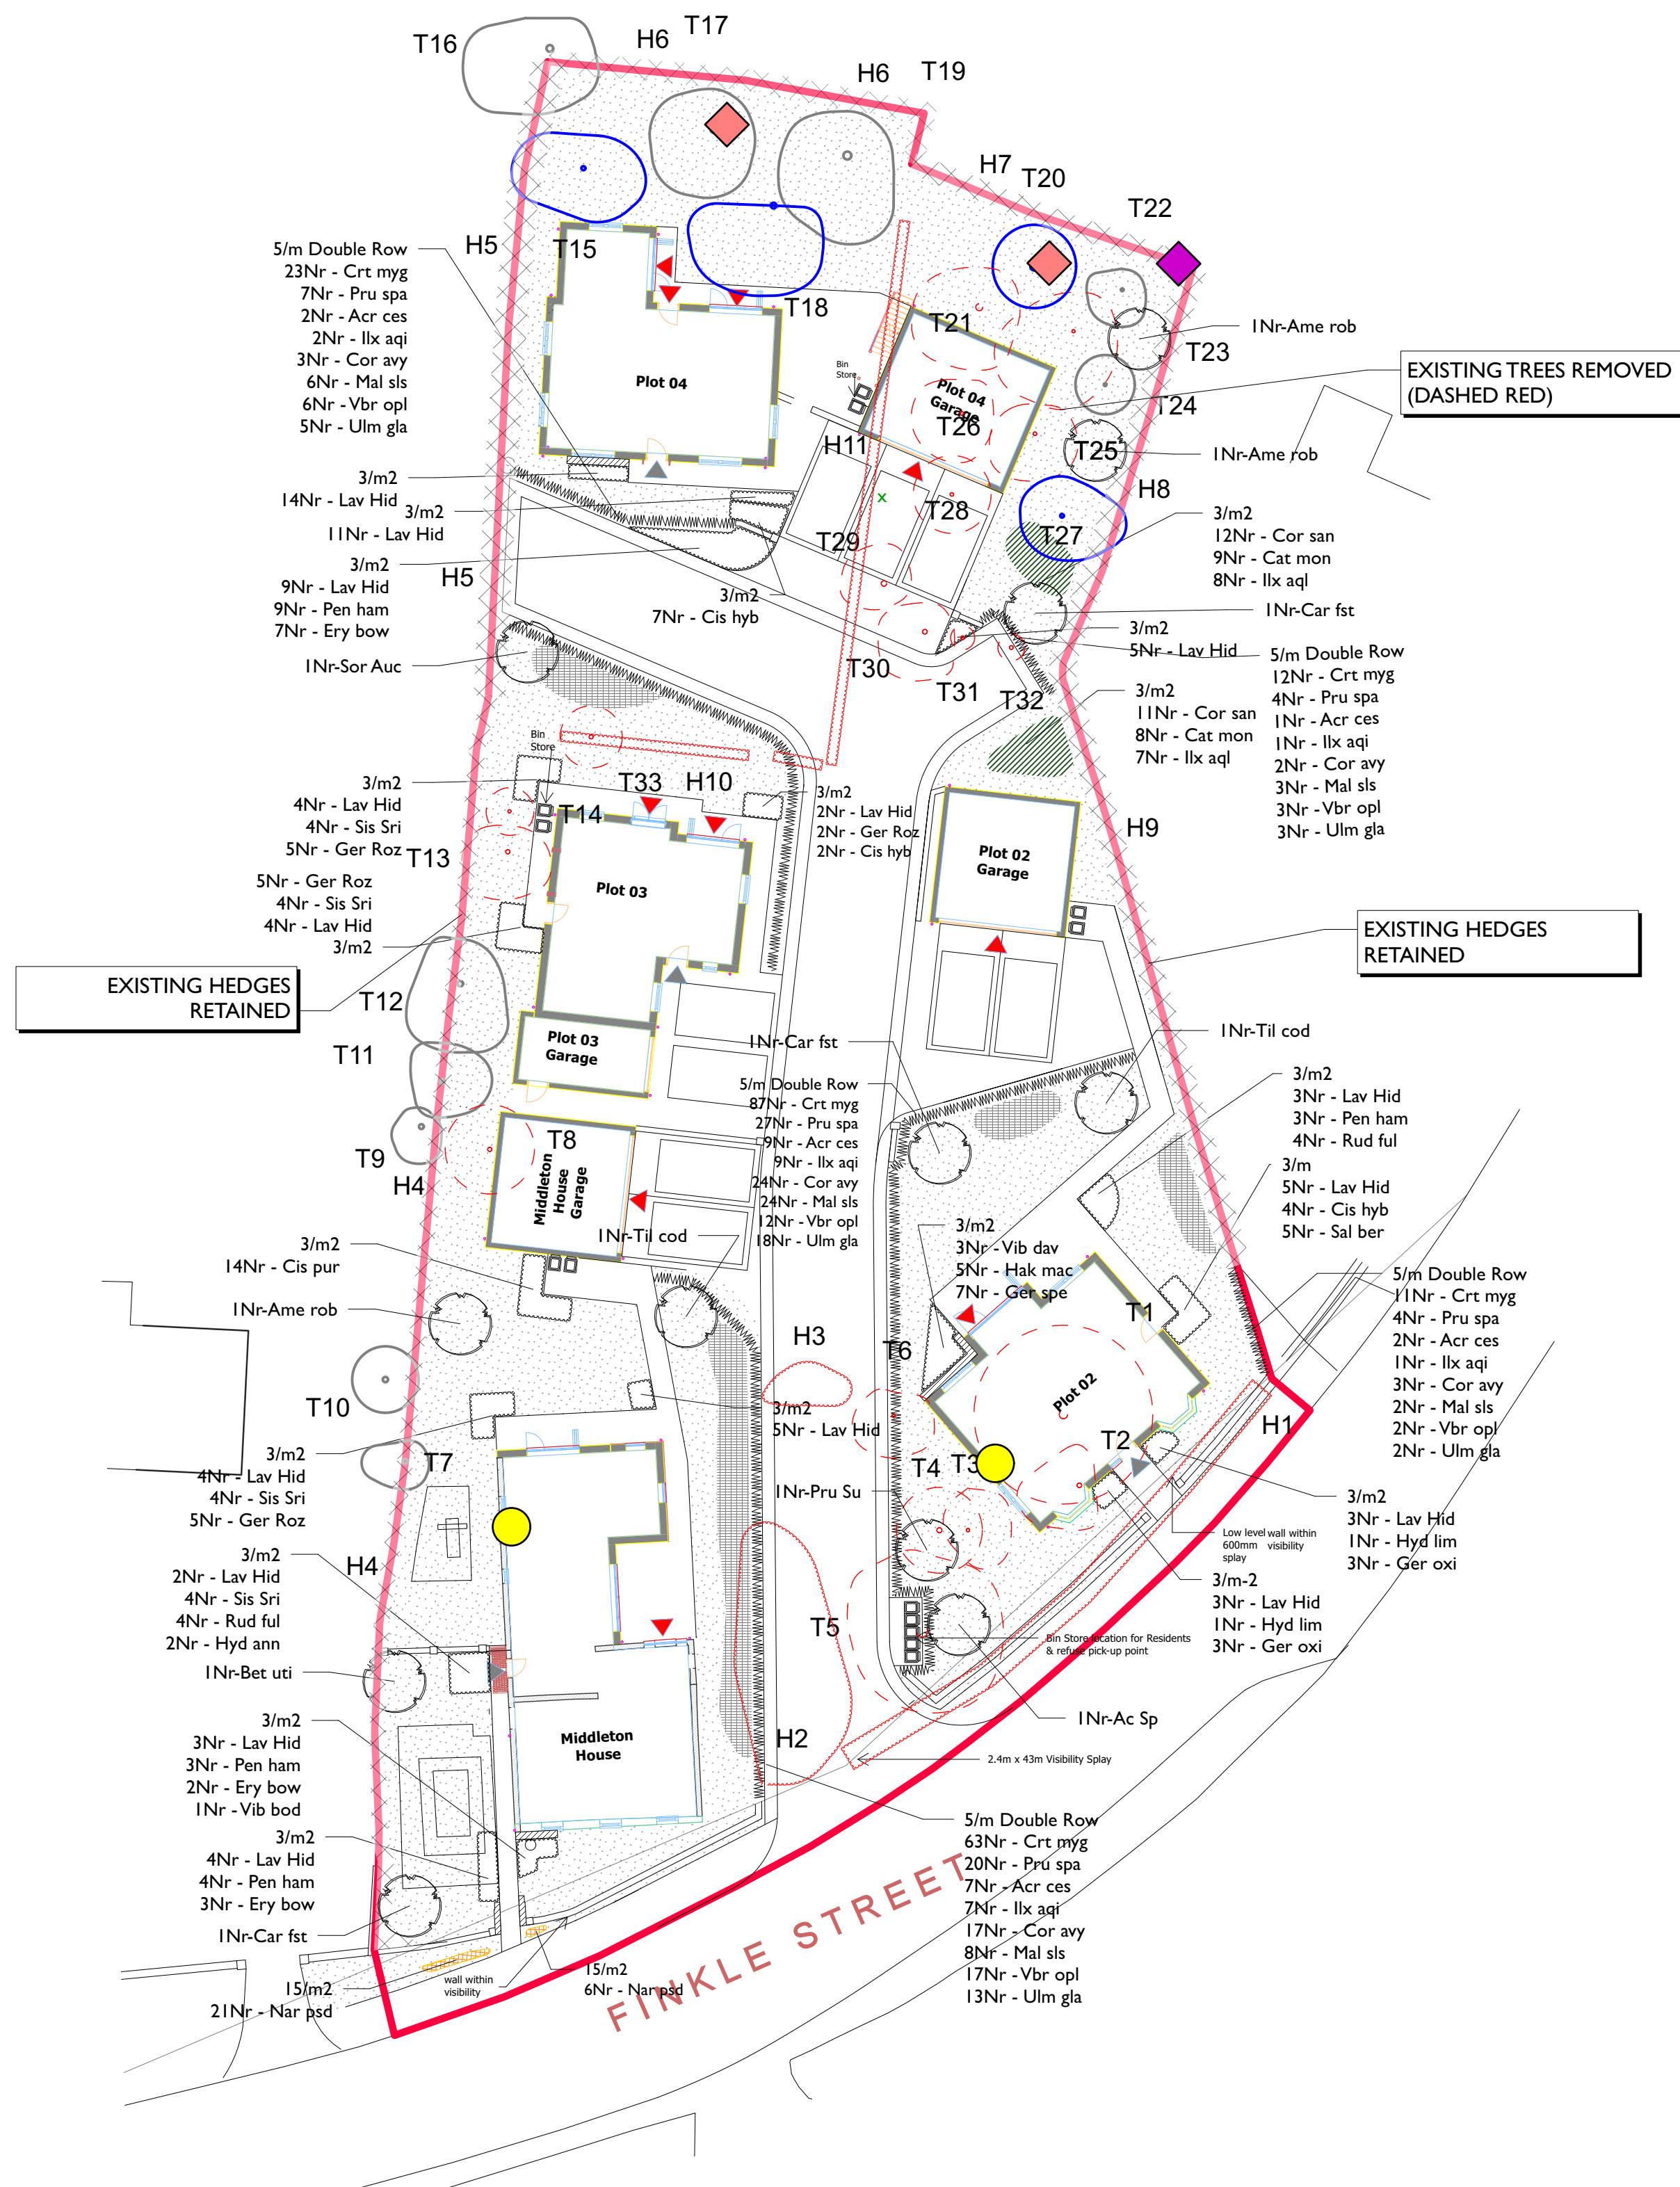 T16
H6
T17
H6
T19
H7
T20
T22
H5
T15
T18
T21
T23
5/m Double Row
23Nr - Crt myg
7Nr - Pru spa
2Nr - Acr ces
2Nr - Ilx aqi
3Nr - Cor avy
6Nr - Mal sls
6Nr - Vbr opl
5Nr - Ulm gla
1Nr-Ame rob
EXISTING TREES REMOVED
(DASHED RED)
Plot 04
Bin
Store
Plot 04
Garage
T26
T24
H11
T25
1Nr-Ame rob
H8
3/m2
14Nr - Lav Hid
3/m2
11Nr - Lav Hid
T28
T29
T27
3/m2
12Nr - Cor san
9Nr - Cat mon
8Nr - Ilx aql
H5
3/m2
9Nr - Lav Hid
9Nr - Pen ham
7Nr - Ery bow
3/m2
7Nr - Cis hyb
1Nr-Car fst
3/m2
5Nr - Lav Hid
1Nr-Sor Auc
T30
T31
T32
5/m Double Row
12Nr - Crt myg
4Nr - Pru spa
1Nr - Acr ces
1Nr - Ilx aqi
2Nr - Cor avy
3Nr - Mal sls
3Nr - Vbr opl
3Nr - Ulm gla
3/m2
11Nr - Cor san
8Nr - Cat mon
7Nr - Ilx aql
Bin
Store
T33
H10
T14
3/m2
4Nr - Lav Hid
4Nr - Sis Sri
5Nr - Ger Roz
T13
3/m2
2Nr - Lav Hid
2Nr - Ger Roz
2Nr - Cis hyb
H9
Plot 02
Garage
Plot 03
5Nr - Ger Roz
4Nr - Sis Sri
4Nr - Lav Hid
3/m2
EXISTING HEDGES
RETAINED
EXISTING HEDGES
RETAINED
T12
T11
Plot 03
Garage
1Nr-Car fst
1Nr-Til cod
5/m Double Row
87Nr - Crt myg
27Nr - Pru spa
9Nr - Acr ces
9Nr - Ilx aqi
24Nr - Cor avy
24Nr - Mal sls
12Nr - Vbr opl
18Nr - Ulm gla
3/m2
3Nr - Lav Hid
3Nr - Pen ham
4Nr - Rud ful
T8
T9
H4
Middleton
House
Garage
3/m
5Nr - Lav Hid
4Nr - Cis hyb
5Nr - Sal ber
1Nr-Til cod
3/m2
3Nr - Vib dav
5Nr - Hak mac
7Nr - Ger spe
3/m2
14Nr - Cis pur
1Nr-Ame rob
5/m Double Row
11Nr - Crt myg
4Nr - Pru spa
2Nr - Acr ces
1Nr - Ilx aqi
3Nr - Cor avy
2Nr - Mal sls
2Nr - Vbr opl
2Nr - Ulm gla
T1
H3
T6
T10
Plot 02
3/m2
5Nr - Lav Hid
H1
T2
T3
T4
T7
3/m2
4Nr - Lav Hid
4Nr - Sis Sri
5Nr - Ger Roz
1Nr-Pru Su
3/m2
3Nr - Lav Hid
1Nr - Hyd lim
3Nr - Ger oxi
Low level wall within
600mm visibility
splay
H4
3/m2
2Nr - Lav Hid
4Nr - Sis Sri
4Nr - Rud ful
2Nr - Hyd ann
3/m-2
3Nr - Lav Hid
1Nr - Hyd lim
3Nr - Ger oxi
T5
Bin Store location for Residents
& refuse pick-up point
1Nr-Bet uti
3/m2
3Nr - Lav Hid
3Nr - Pen ham
2Nr - Ery bow
1Nr - Vib bod
1Nr-Ac Sp
Middleton
House
H2
2.4m x 43m Visibility Splay
3/m2
4Nr - Lav Hid
4Nr - Pen ham
3Nr - Ery bow
5/m Double Row
63Nr - Crt myg
20Nr - Pru spa
7Nr - Acr ces
7Nr - Ilx aqi
17Nr - Cor avy
8Nr - Mal sls
17Nr - Vbr opl
13Nr - Ulm gla
1Nr-Car fst
15/m2
21Nr - Nar psd
wall within
visibility
15/m2
6Nr - Nar psd
FINKLE STREET